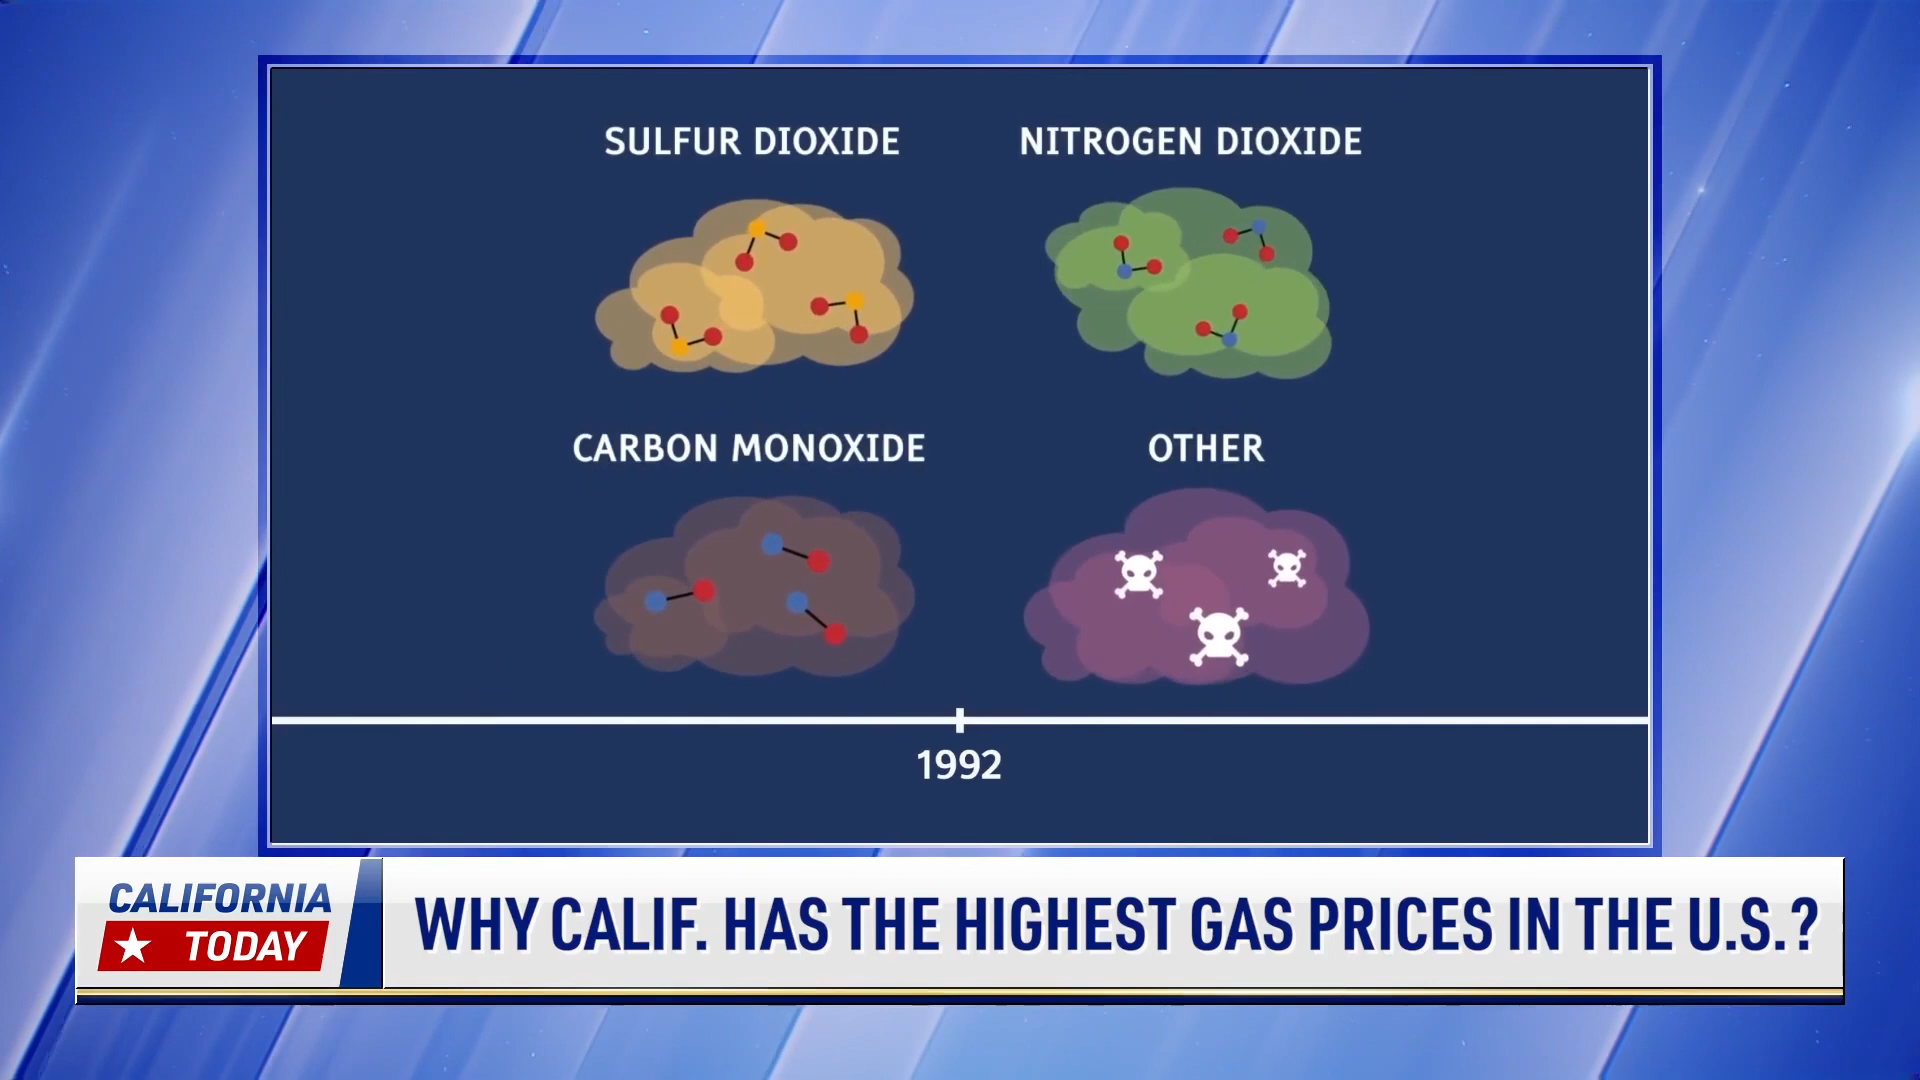 SULFUR DIOXIDE
NITROGEN DIOXIDE
CARBON MONOXIDE
OTHER
1992
CALIFORNIA
TODAY
WHY CALIF. HAS THE HIGHEST GAS PRICES IN THE U.S.?